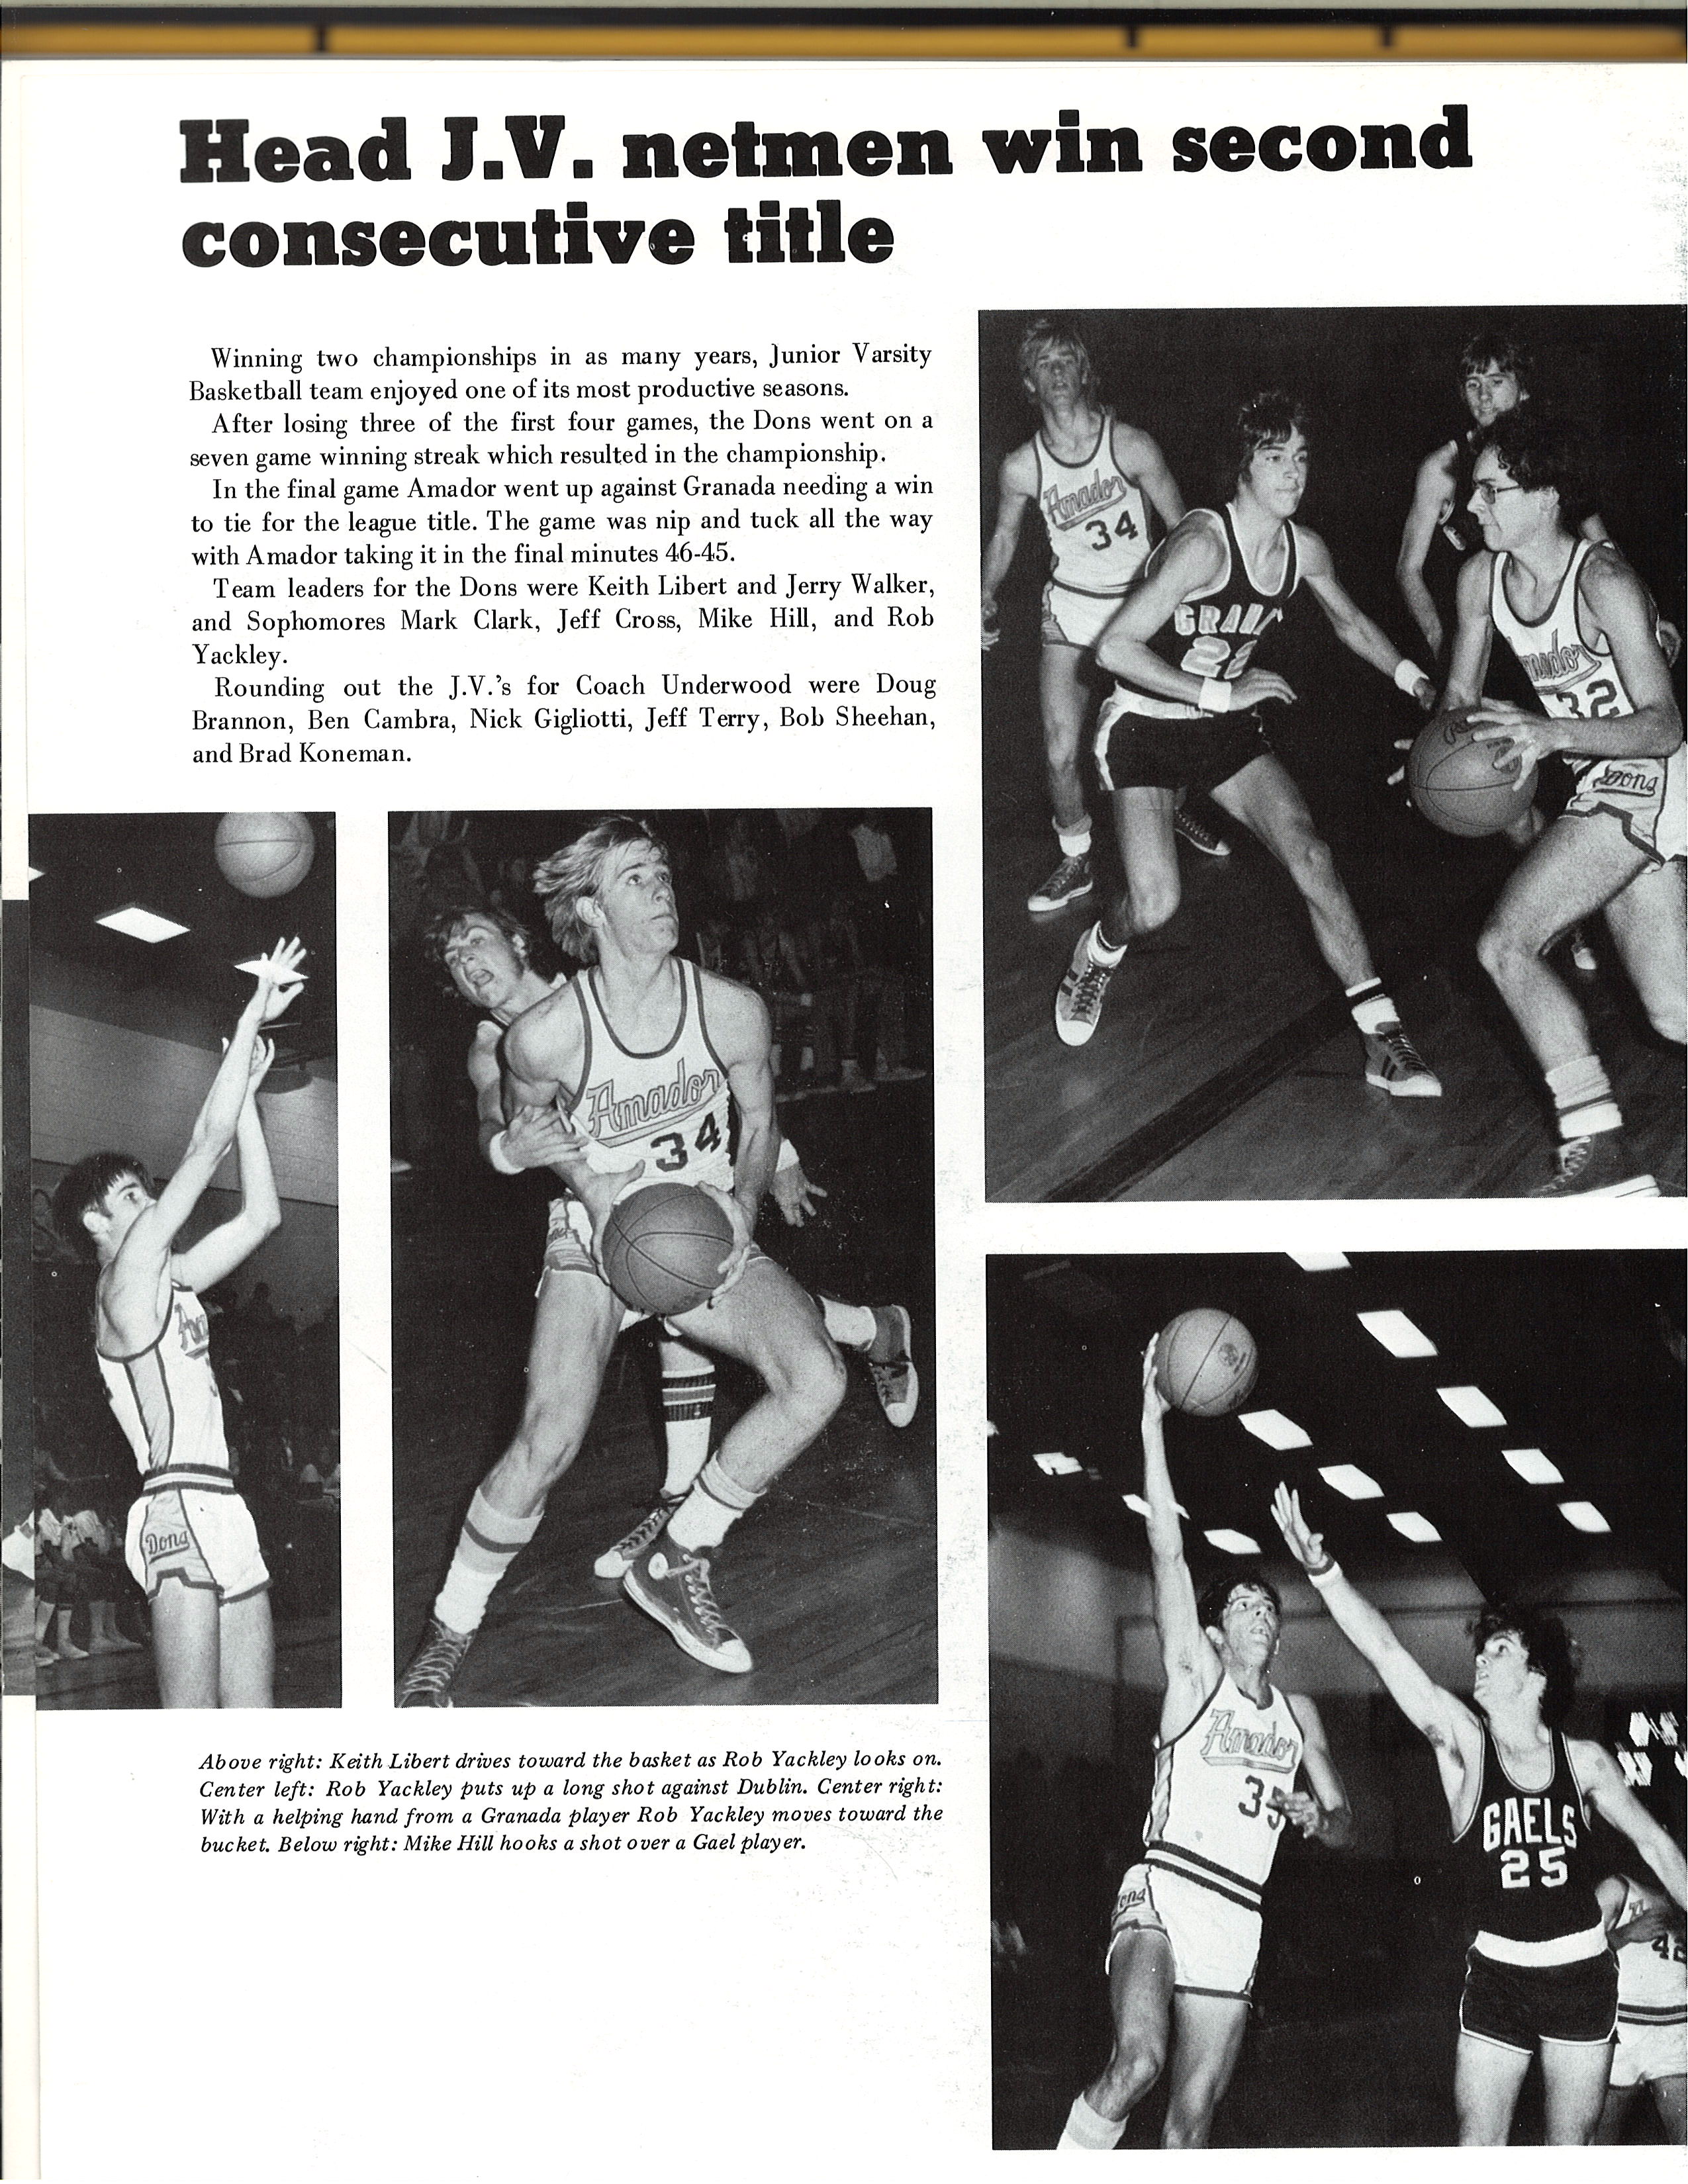 Head J.V. netmen win second
consecutive title
Winning two championships in as many years, Junior Varsity
Basketball team enjoyed one of its most productive seasons.
After losing three of the first four games, the Dons went on a
seven game winning streak which resulted in the championship.
In the final game Amador went up against Granada needing a win
to tie for the league title. The game was nip and tuck all the way
with Amador taking it in the final minutes 46-45.
Team leaders for the Dons were Keith Libert and Jerry Walker,
and Sophomores Mark Clark, Jeff Cross, Mike Hill, and Rob
Yackley.
Rounding out the J.V.'s for Coach Underwood were Doug
Brannon, Ben Cambra, Nick Gigliotti, Jeff Terry, Bob Sheehan,
and Brad Koneman.
Amador
34
22
32
Dons
Dons
Amador
34
Amador
35
GAELS
25
42
Above right: Keith Libert drives toward the basket as Rob Yackley looks on.
Center left: Rob Yackley puts up a long shot against Dublin. Center right:
With a helping hand from a Granada player Rob Yackley moves toward the
bucket. Below right: Mike Hill hooks a shot over a Gael player.